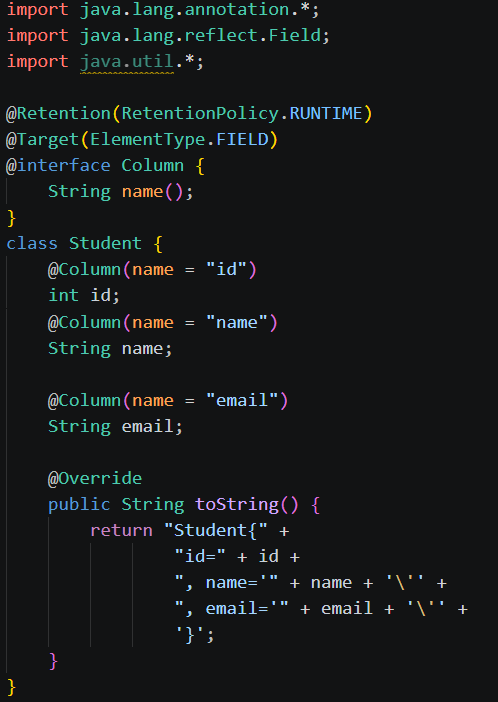 import java.lang.annotation.*;
import java.lang.reflect.Field;
import java.util.*;

@Retention(RetentionPolicy.RUNTIME)
@Target(ElementType.FIELD)
@interface Column {
    String name();
}
class Student {
    @Column(name = "id")
    int id;
    @Column(name = "name")
    String name;

    @Column(name = "email")
    String email;

    @Override
    public String toString() {
        return "Student{" +
                "id=" + id +
                ", name='" + name + '\'' +
                ", email='" + email + '\'' +
                '}';
    }
}